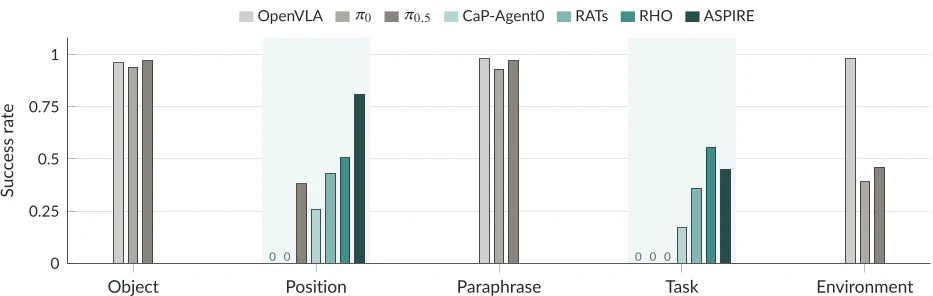 OpenVLA π0 π0.5 CaP-Agent0 RATs RHO ASPIRE
Success rate
1
0.75
0.5
0.25
0
0 0
0 0 0
Object Position Paraphrase Task Environment